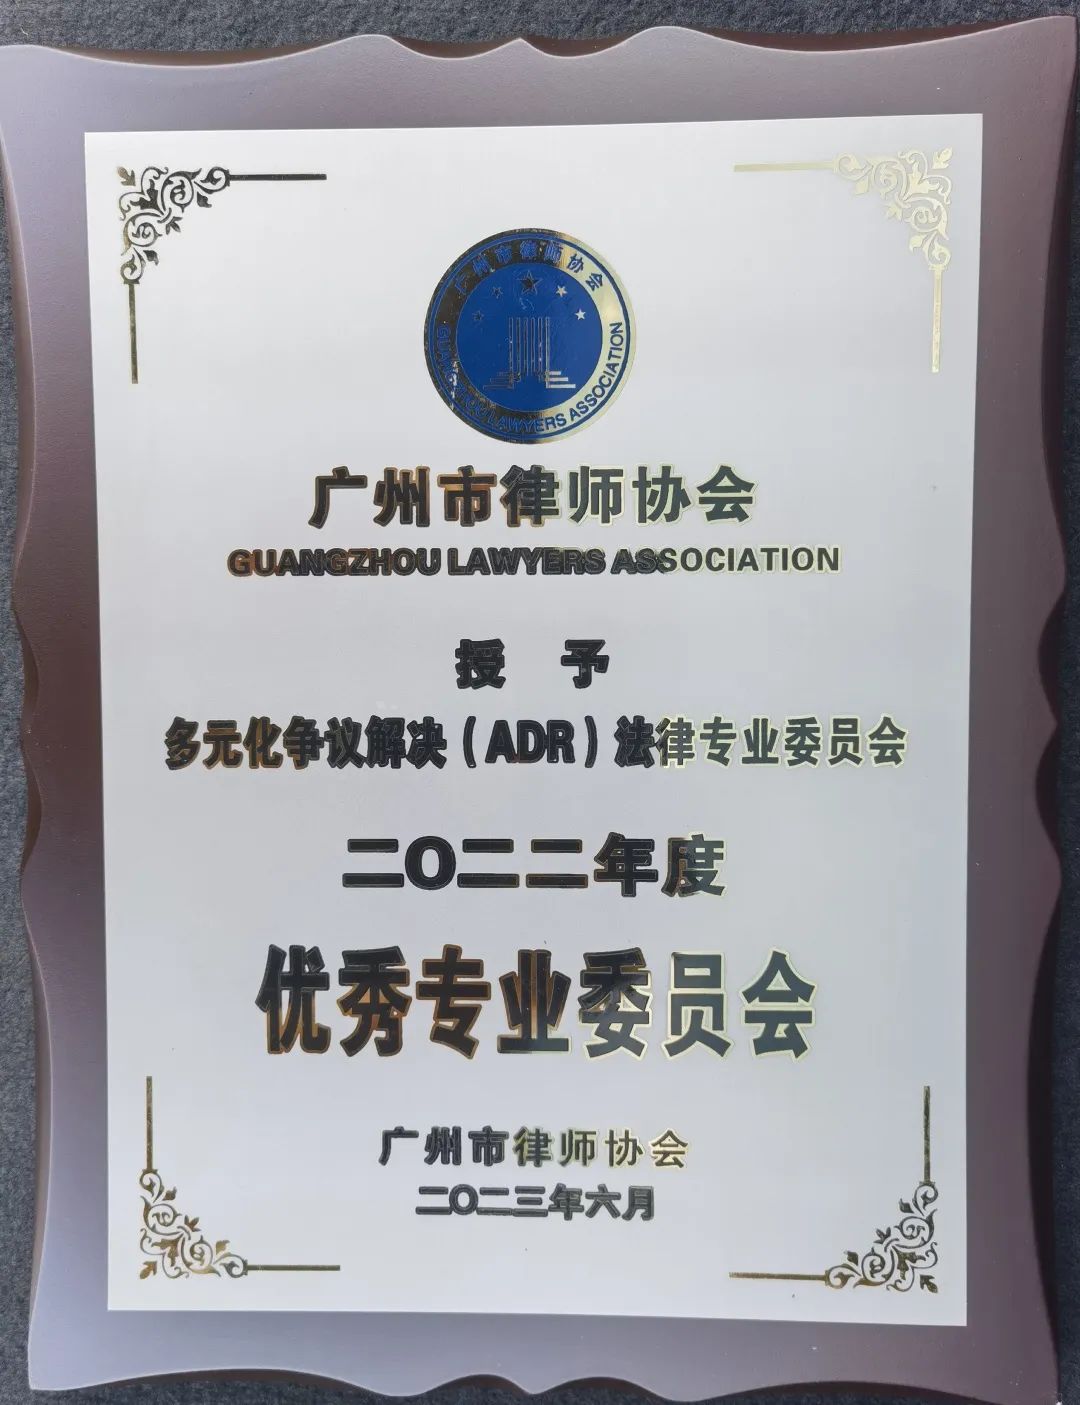 广州市律师协会
GUANGZHOU LAWYERS ASSOCIATION
广州市律师协会
GUANGZHOU LAWYERS ASSOCIATION
授 予
多元化争议解决（ADR）法律专业委员会
二〇二二年度
优秀专业委员会
广州市律师协会
二〇二三年六月